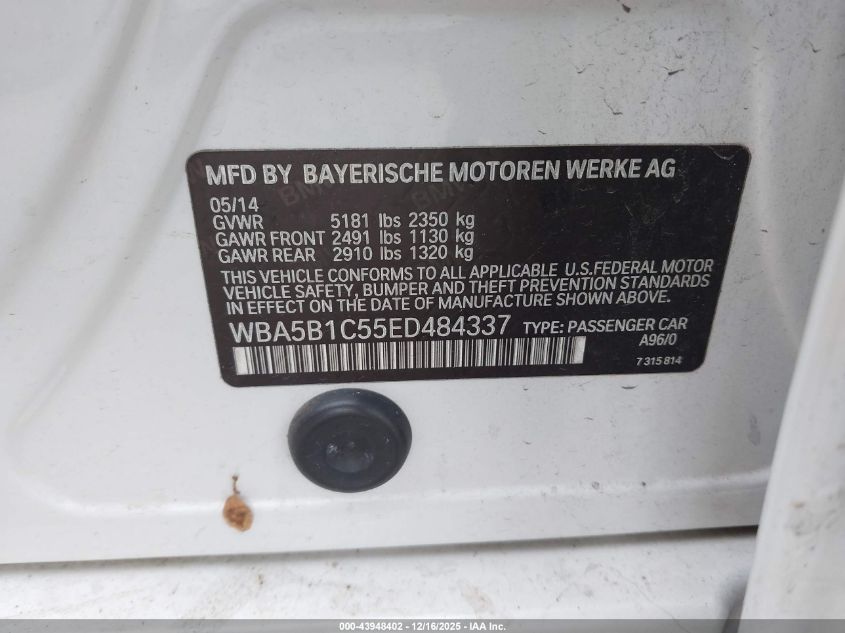 MFD BY BAYERISCHE MOTOREN WERKE AG
05/14
GVWR 5181 lbs 2350 kg
GAWR FRONT 2491 lbs 1130 kg
GAWR REAR 2910 lbs 1320 kg
THIS VEHICLE CONFORMS TO ALL APPLICABLE U.S.FEDERAL MOTOR
VEHICLE SAFETY, BUMPER AND THEFT PREVENTION STANDARDS
IN EFFECT ON THE DATE OF MANUFACTURE SHOWN ABOVE.
WBA5B1C55ED484337 TYPE: PASSENGER CAR
A96/0
7 315 814
000-43948402 - 12/16/2025 - IAA Inc.